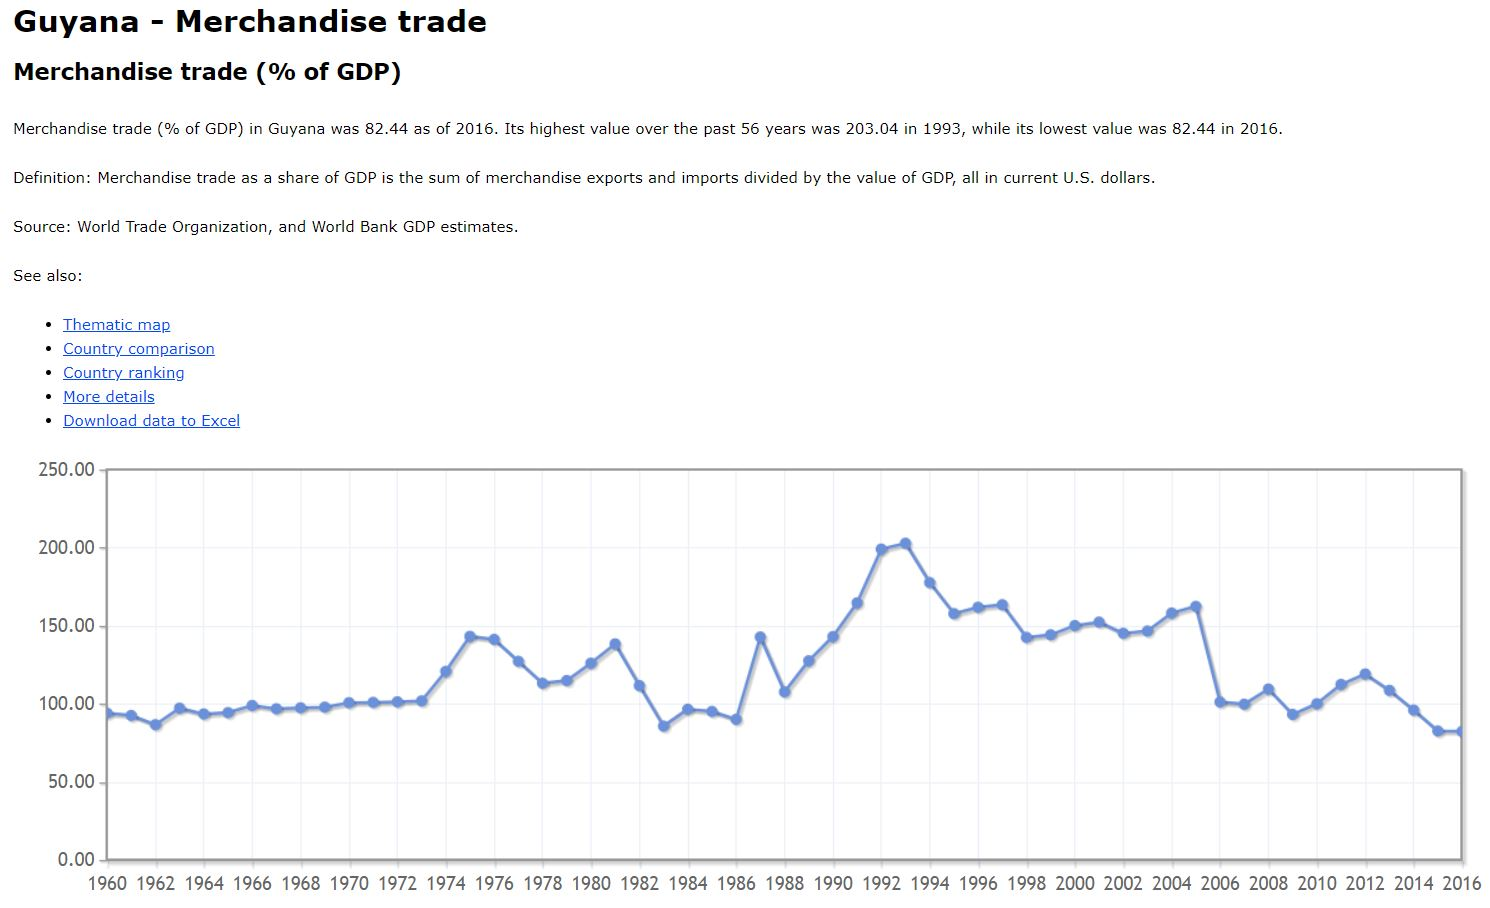 Guyana - Merchandise trade
Merchandise trade (% of GDP)
Merchandise trade (% of GDP) in Guyana was 82.44 as of 2016. Its highest value over the past 56 years was 203.04 in 1993, while its lowest value was 82.44 in 2016.
Definition: Merchandise trade as a share of GDP is the sum of merchandise exports and imports divided by the value of GDP, all in current U.S. dollars.
Source: World Trade Organization, and World Bank GDP estimates.
See also:
• Thematic map
• Country comparison
• Country ranking
• More details
• Download data to Excel
250.00
200.00
150.00
100.00
50.00
0.00
1960 1962 1964 1966 1968 1970 1972 1974 1976 1978 1980 1982 1984 1986 1988 1990 1992 1994 1996 1998 2000 2002 2004 2006 2008 2010 2012 2014 2016